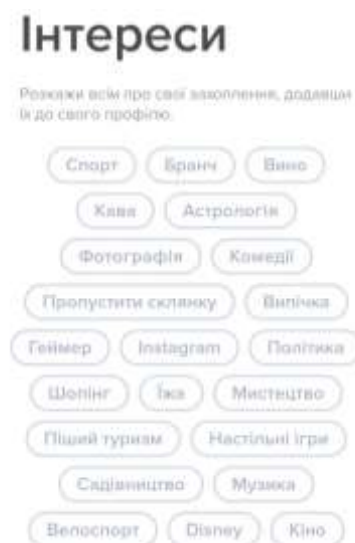 Інтереси
Розкажи всім про свої захоплення, додавши
їх до свого профілю.
Спорт Бранч Вино
Кава Астрологія
Фотографія Комедії
Пропустити склянку Випічка
Геймер Instagram Політика
Шопінг Їжа Мистецтво
Піший туризм Настільні ігри
Садівництво Музика
Велоспорт Disney Кіно